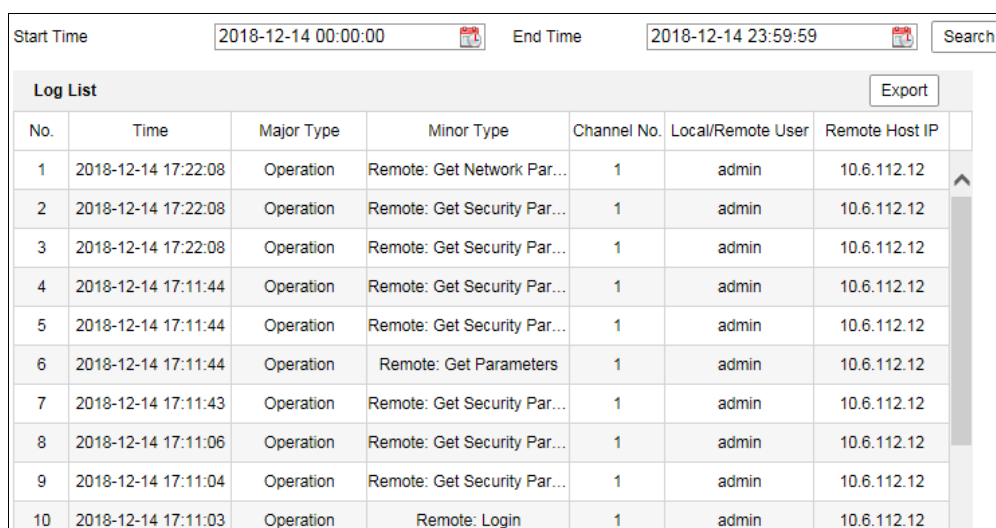 Start Time 2018-12-14 00:00:00 End Time 2018-12-14 23:59:59 Search
Log List Export
No. Time Major Type Minor Type Channel No. Local/Remote User Remote Host IP
1 2018-12-14 17:22:08 Operation Remote: Get Network Par... 1 admin 10.6.112.12
2 2018-12-14 17:22:08 Operation Remote: Get Security Par... 1 admin 10.6.112.12
3 2018-12-14 17:22:08 Operation Remote: Get Security Par... 1 admin 10.6.112.12
4 2018-12-14 17:11:44 Operation Remote: Get Security Par... 1 admin 10.6.112.12
5 2018-12-14 17:11:44 Operation Remote: Get Security Par... 1 admin 10.6.112.12
6 2018-12-14 17:11:44 Operation Remote: Get Parameters 1 admin 10.6.112.12
7 2018-12-14 17:11:43 Operation Remote: Get Security Par... 1 admin 10.6.112.12
8 2018-12-14 17:11:06 Operation Remote: Get Security Par... 1 admin 10.6.112.12
9 2018-12-14 17:11:04 Operation Remote: Get Security Par... 1 admin 10.6.112.12
10 2018-12-14 17:11:03 Operation Remote: Login 1 admin 10.6.112.12